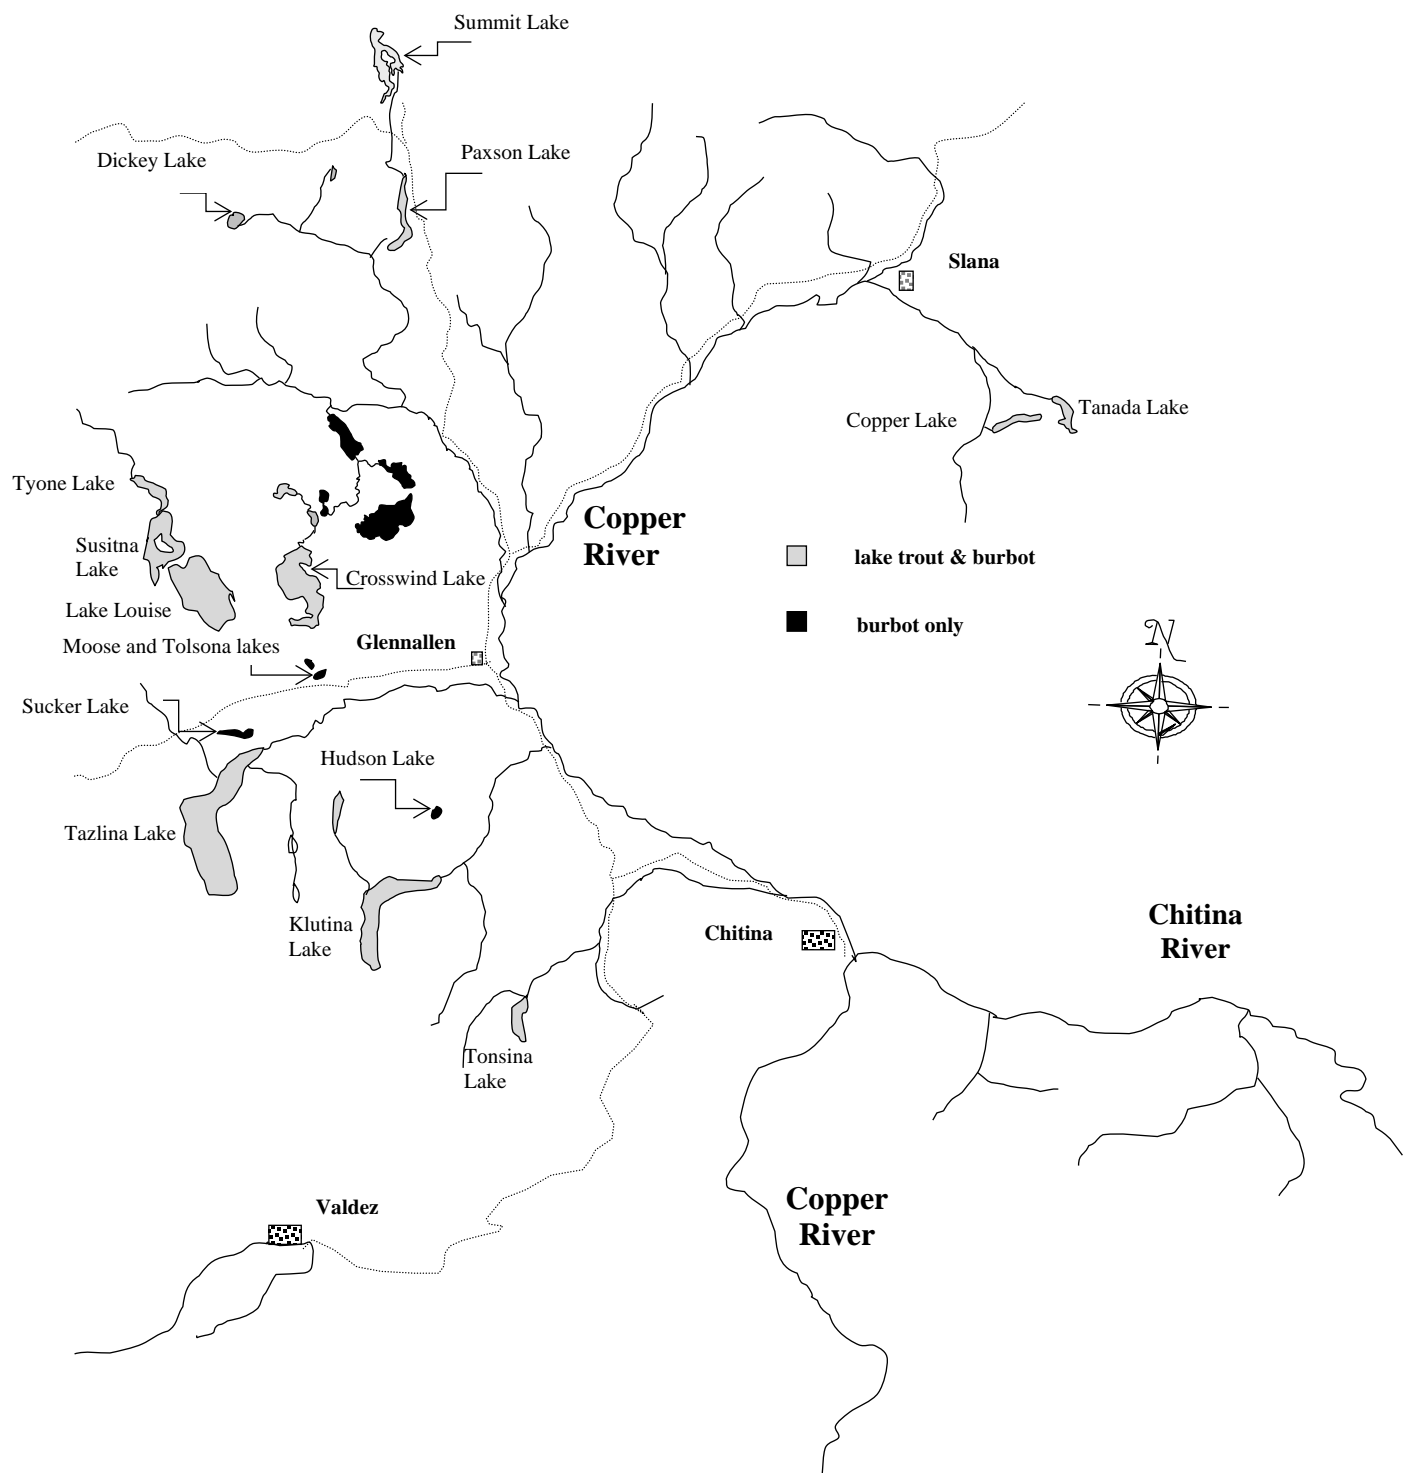 Summit Lake
Dickey Lake
Paxson Lake
Slana
Copper Lake
Tanada Lake
Tyone Lake
Copper
River
Susitna
Lake
lake trout & burbot
Crosswind Lake
Lake Louise
burbot only
Glennallen
Moose and Tolsona lakes
N
Sucker Lake
Hudson Lake
Tazlina Lake
Klutina
Lake
Chitina
Chitina
River
Tonsina
Lake
Valdez
Copper
River